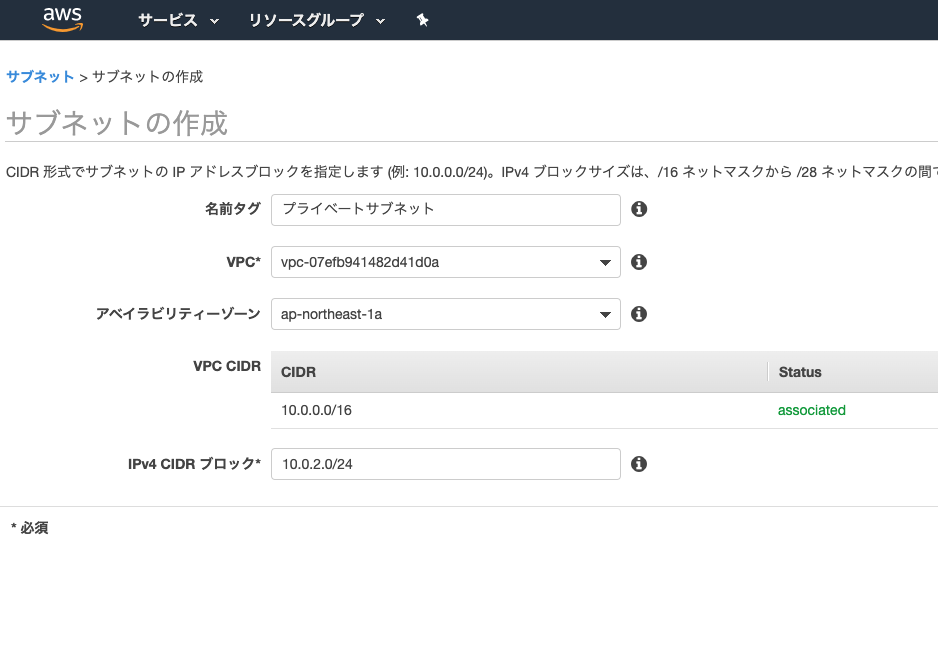 aws サービス リソースグループ
サブネット > サブネットの作成
サブネットの作成
CIDR 形式でサブネットの IP アドレスブロックを指定します (例: 10.0.0.0/24)。IPv4 ブロックサイズは、/16 ネットマスクから /28 ネットマスクの間で
名前タグ プライベートサブネット
VPC* vpc-07efb941482d41d0a
アベイラビリティーゾーン ap-northeast-1a
VPC CIDR CIDR Status
10.0.0.0/16 associated
IPv4 CIDR ブロック* 10.0.2.0/24
* 必須